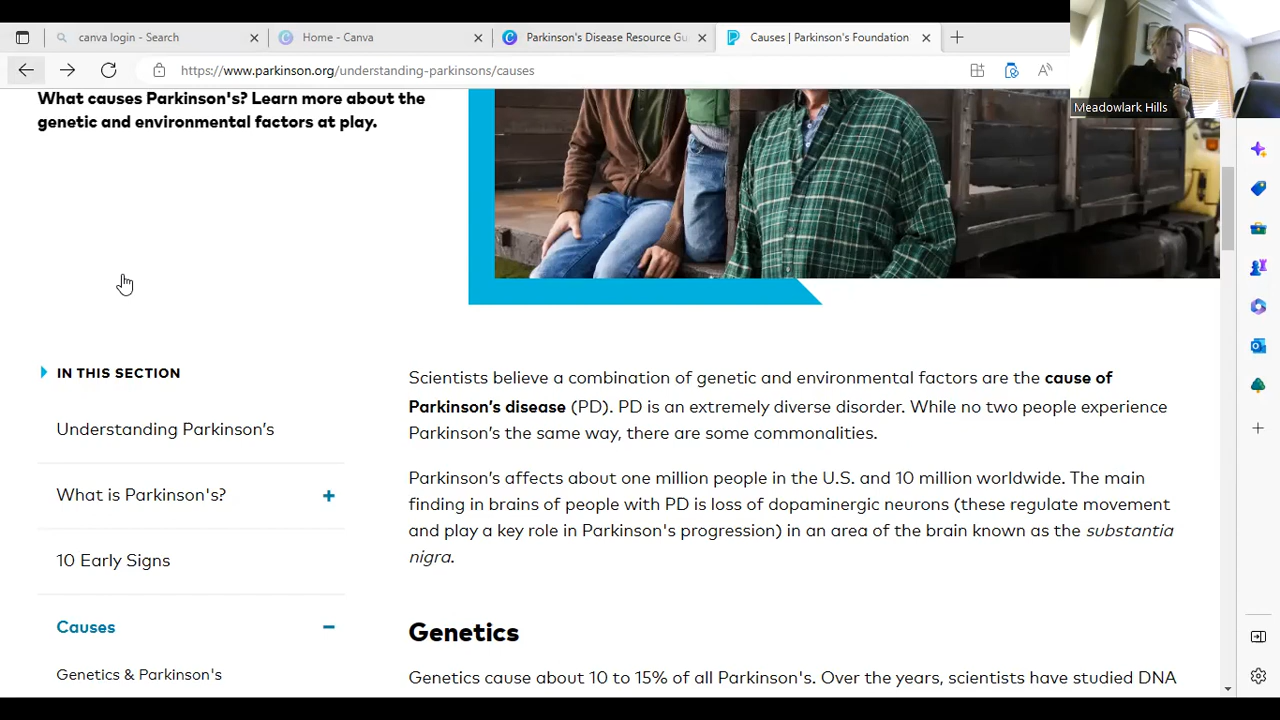 canva login - Search
Home - Canva
Parkinson's Disease Resource Gu
Causes | Parkinson's Foundation
https://www.parkinson.org/understanding-parkinsons/causes
Meadowlark Hills
What causes Parkinson's? Learn more about the
genetic and environmental factors at play.
IN THIS SECTION
Understanding Parkinson's
What is Parkinson's?
10 Early Signs
Causes
Genetics & Parkinson's
Scientists believe a combination of genetic and environmental factors are the cause of
Parkinson's disease (PD). PD is an extremely diverse disorder. While no two people experience
Parkinson's the same way, there are some commonalities.
Parkinson's affects about one million people in the U.S. and 10 million worldwide. The main
finding in brains of people with PD is loss of dopaminergic neurons (these regulate movement
and play a key role in Parkinson's progression) in an area of the brain known as the substantia
nigra.
Genetics
Genetics cause about 10 to 15% of all Parkinson's. Over the years, scientists have studied DNA